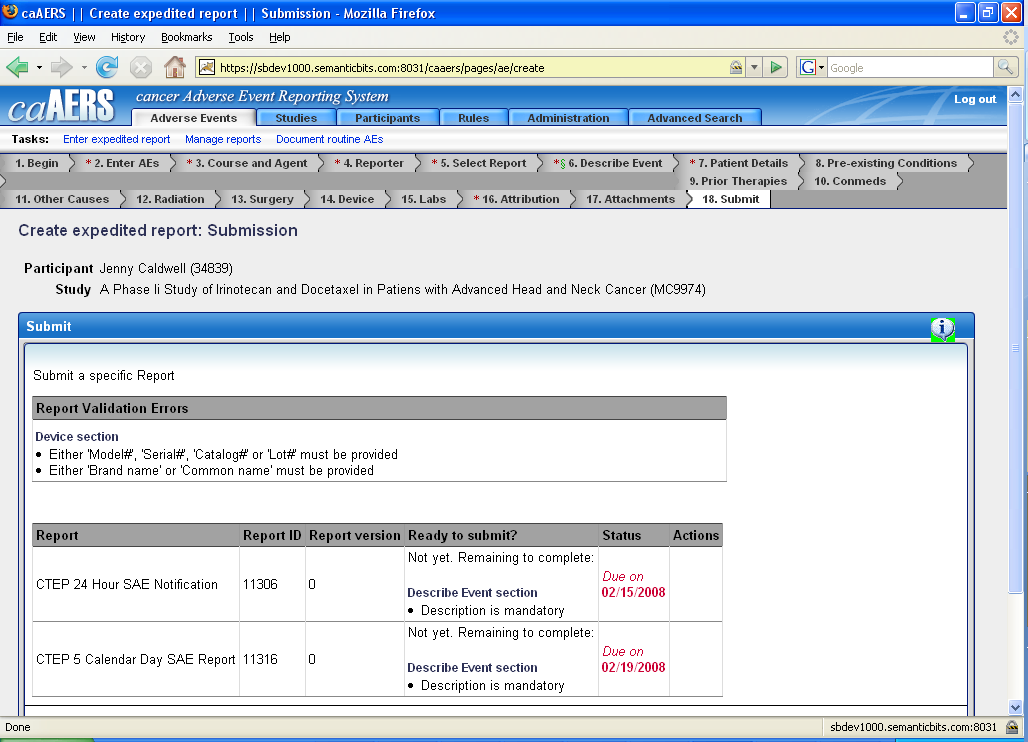 caAERS || Create expedited report || Submission - Mozilla Firefox
File Edit View History Bookmarks Tools Help
https://sbdev1000.semanticbits.com:8031/caaers/pages/ae/create
G Google
caAERS cancer Adverse Event Reporting System Log out
Adverse Events Studies Participants Rules Administration Advanced Search
Tasks: Enter expedited report Manage reports Document routine AEs
1. Begin * 2. Enter AEs * 3. Course and Agent * 4. Reporter * 5. Select Report *§ 6. Describe Event * 7. Patient Details 8. Pre-existing Conditions
9. Prior Therapies 10. Conmeds
11. Other Causes 12. Radiation 13. Surgery 14. Device 15. Labs * 16. Attribution 17. Attachments 18. Submit
Create expedited report: Submission
Participant Jenny Caldwell (34839)
Study A Phase Ii Study of Irinotecan and Docetaxel in Patiens with Advanced Head and Neck Cancer (MC9974)
Submit
Submit a specific Report
Report Validation Errors
Device section
• Either 'Model#', 'Serial#', 'Catalog#' or 'Lot#' must be provided
• Either 'Brand name' or 'Common name' must be provided
Report Report ID Report version Ready to submit? Status Actions
CTEP 24 Hour SAE Notification 11306 0 Not yet. Remaining to complete:
Describe Event section
• Description is mandatory
Due on
02/15/2008
CTEP 5 Calendar Day SAE Report 11316 0 Not yet. Remaining to complete:
Describe Event section
• Description is mandatory
Due on
02/19/2008
Done sbdev1000.semanticbits.com:8031